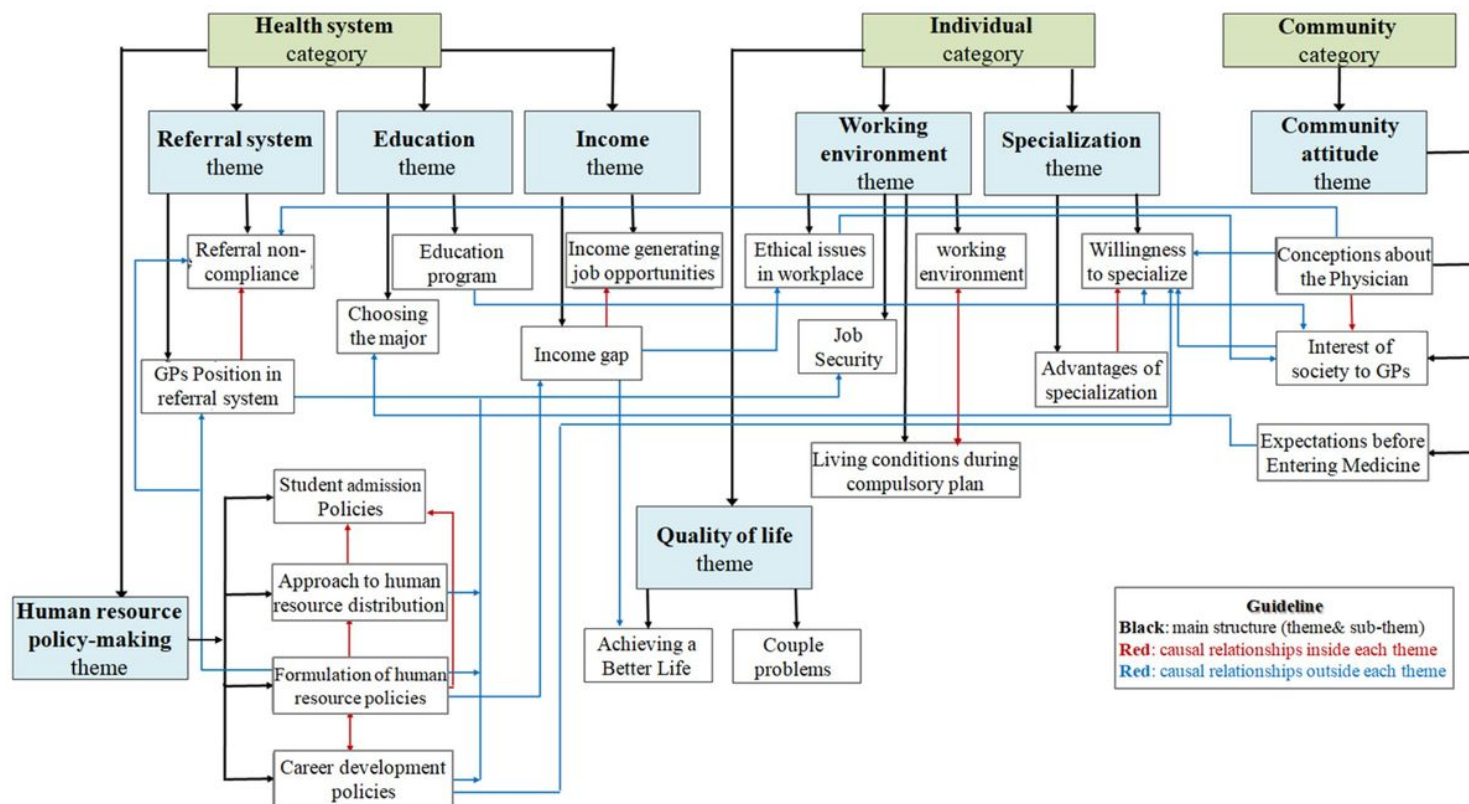 Health system
category
Individual
category
Community
category
Referral system
theme
Education
theme
Income
theme
Working
environment
theme
Specialization
theme
Community
attitude
theme
Referral non-
compliance
Education
program
Income generating
job opportunities
Ethical issues
in workplace
working
environment
Willingness
to specialize
Conceptions about
the Physician
Choosing
the major
Income gap
Job
Security
Interest of
society to GPs
GPs Position in
referral system
Advantages of
specialization
Expectations before
Entering Medicine
Living conditions during
compulsory plan
Student admission
Policies
Quality of life
theme
Approach to human
resource distribution
Human resource
policy-making
theme
Achieving a
Better Life
Couple
problems
Formulation of human
resource policies
Career development
policies
Guideline
Black: main structure (theme& sub-them)
Red: causal relationships inside each theme
Red: causal relationships outside each theme